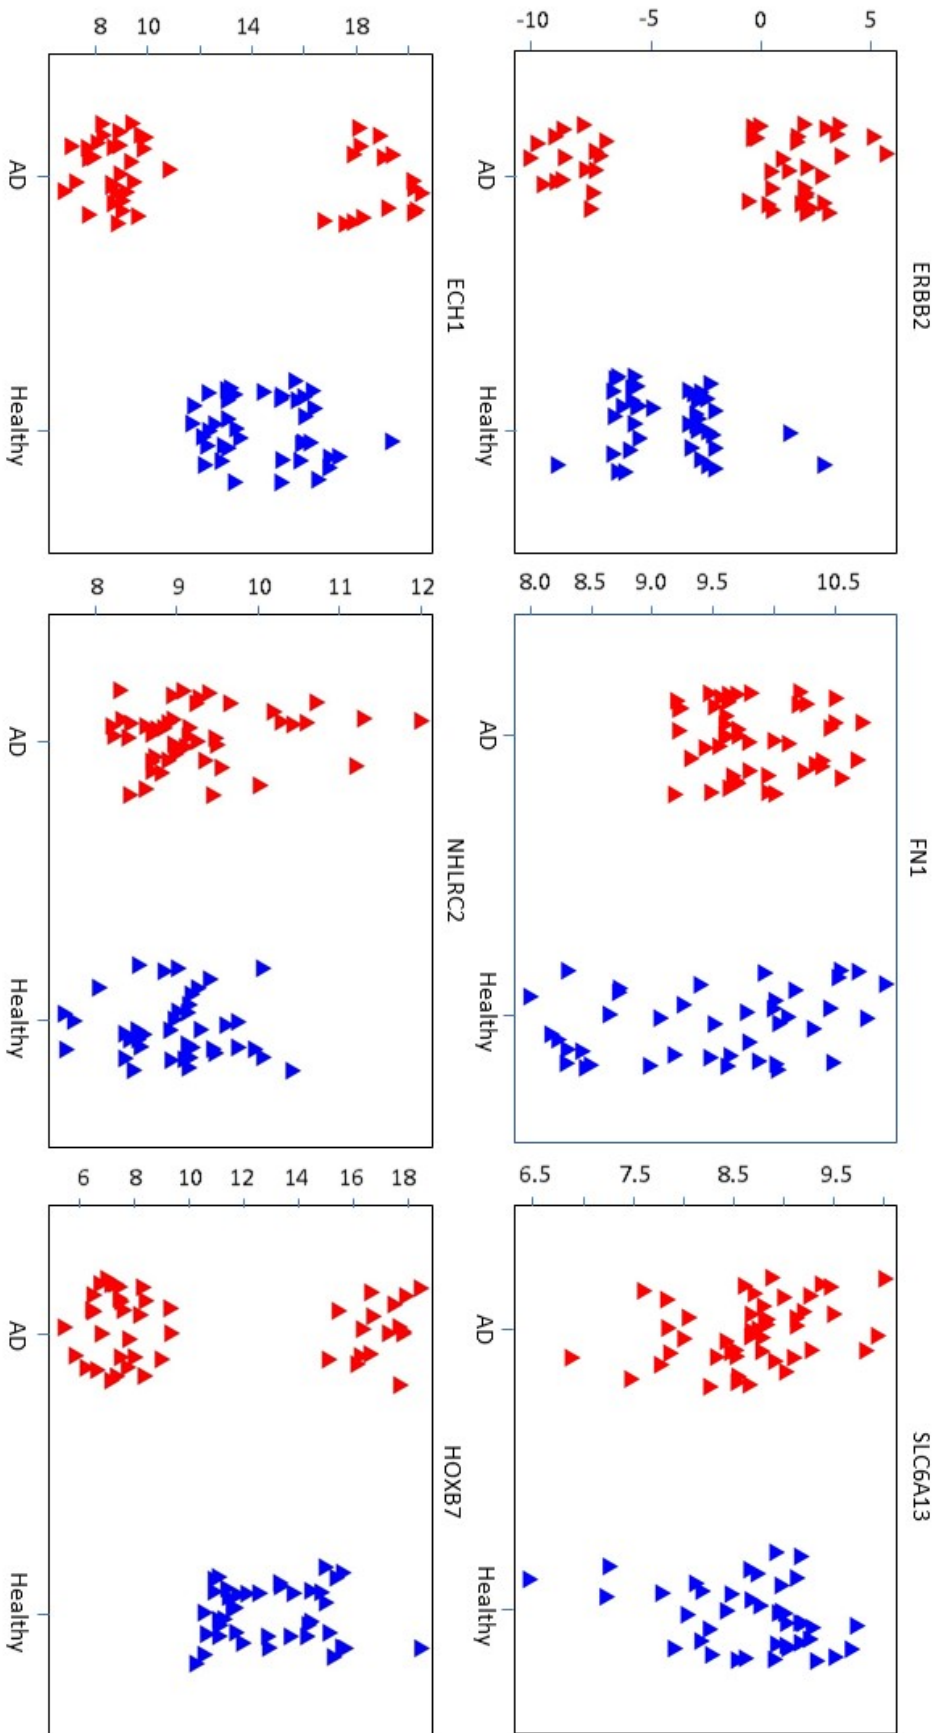 8 10 14 18
AD
Healthy
ECH1
-10 -5 0 5
AD
Healthy
ERBB2
8 9 10 11 12
AD
Healthy
NHLRC2
8.0 8.5 9.0 9.5 10.5
AD
Healthy
FN1
6 8 10 12 14 16 18
AD
Healthy
HOXB7
6.5 7.5 8.5 9.5
AD
Healthy
SLC6A13